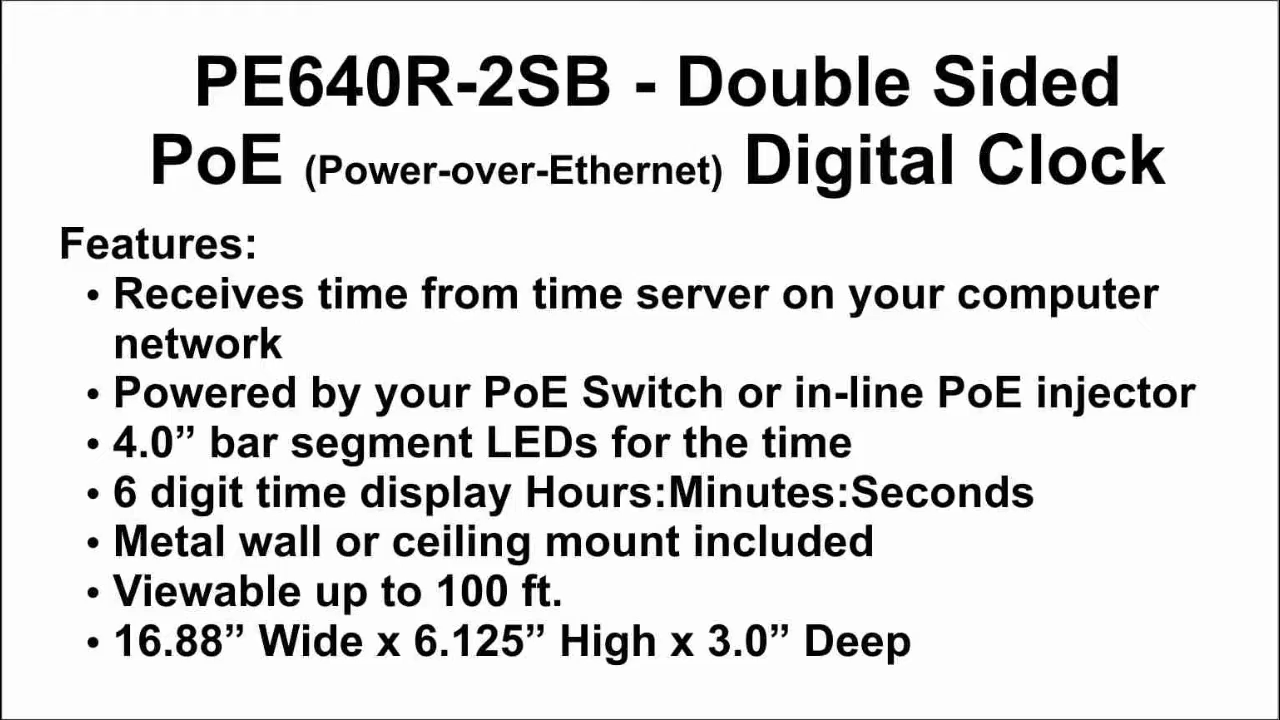 PE640R-2SB - Double Sided
PoE (Power-over-Ethernet) Digital Clock
Features:
• Receives time from time server on your computer
network
• Powered by your PoE Switch or in-line PoE injector
• 4.0” bar segment LEDs for the time
• 6 digit time display Hours:Minutes:Seconds
• Metal wall or ceiling mount included
• Viewable up to 100 ft.
• 16.88” Wide x 6.125” High x 3.0” Deep